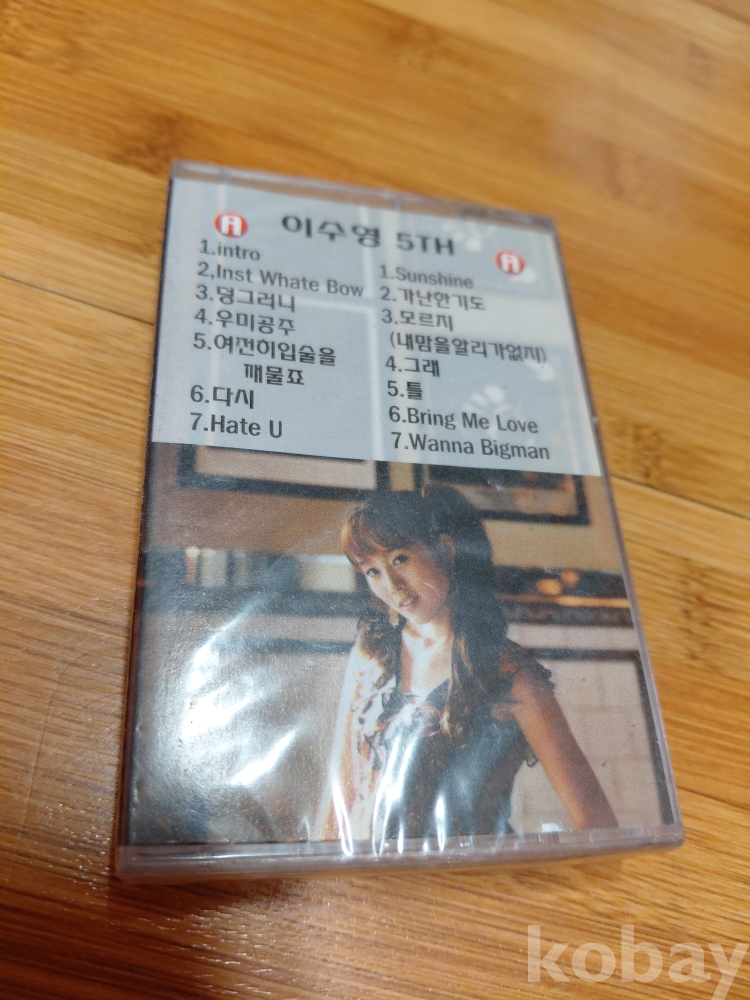 이수영 5TH
1.intro
2,Inst Whate Bow
3.덩그러니
4.우미공주
5.여전히입술을
깨물죠
6.다시
7.Hate U
1.Sunshine
2.가난한기도
3.모르지
(내맘을알리가없지)
4.그래
5.틀
6.Bring Me Love
7.Wanna Bigman
kobay